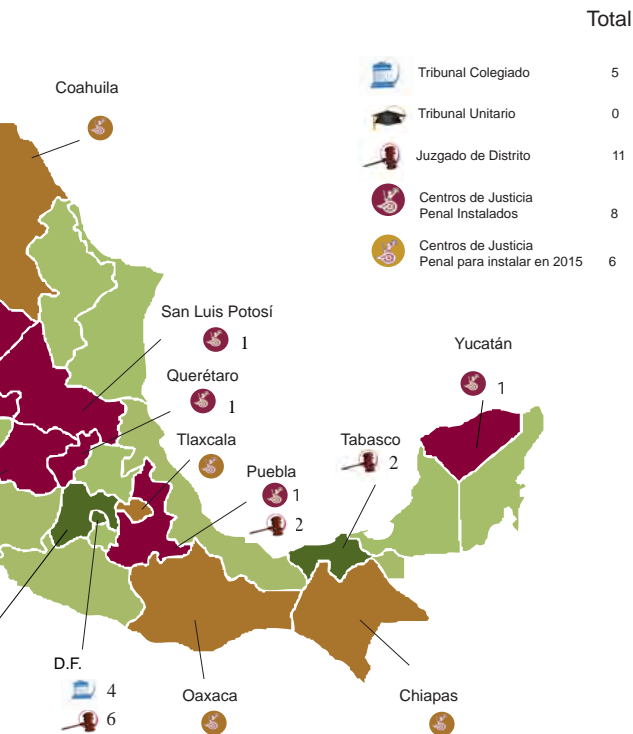 Total
Tribunal Colegiado 5
Tribunal Unitario 0
Juzgado de Distrito 11
Centros de Justicia
Penal Instalados 8
Centros de Justicia
Penal para instalar en 2015 6
Coahuila
San Luis Potosí
1
Querétaro
1
Tlaxcala
Puebla
1
2
Yucatán
1
Tabasco
2
D.F.
4
6
Oaxaca
Chiapas